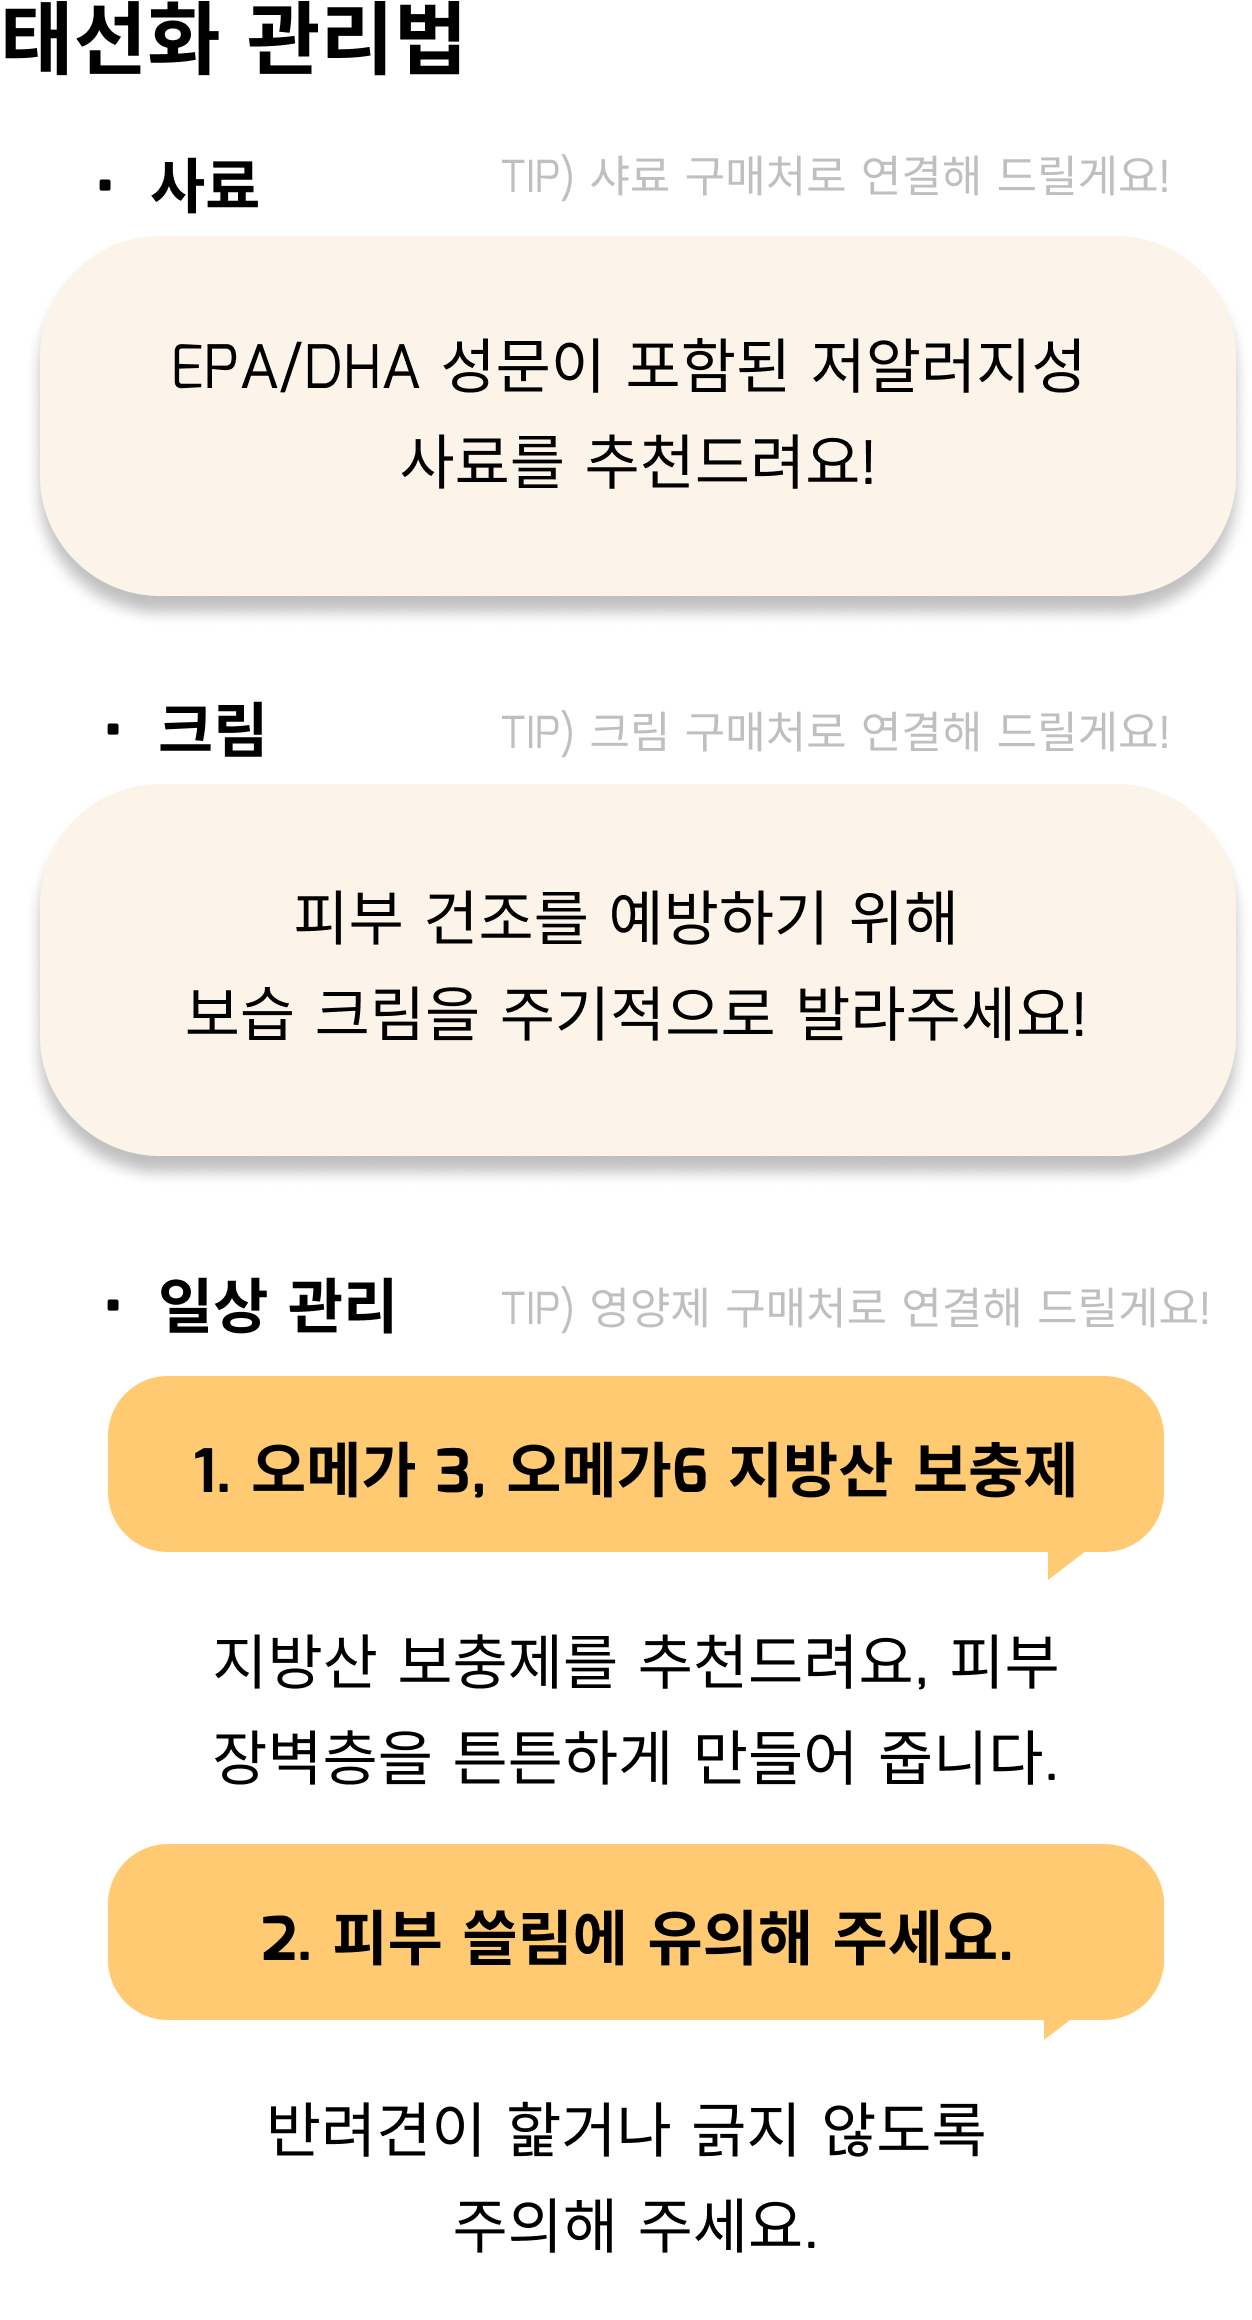 태선화 관리법
· 사료
TIP) 샤료 구매처로 연결해 드릴게요!
EPA/DHA 성문이 포함된 저알러지성
사료를 추천드려요!
· 크림
TIP) 크림 구매처로 연결해 드릴게요!
피부 건조를 예방하기 위해
보습 크림을 주기적으로 발라주세요!
· 일상 관리
TIP) 영양제 구매처로 연결해 드릴게요!
1. 오메가 3, 오메가6 지방산 보충제
지방산 보충제를 추천드려요, 피부
장벽층을 튼튼하게 만들어 줍니다.
2. 피부 쓸림에 유의해 주세요.
반려견이 핥거나 긁지 않도록
주의해 주세요.